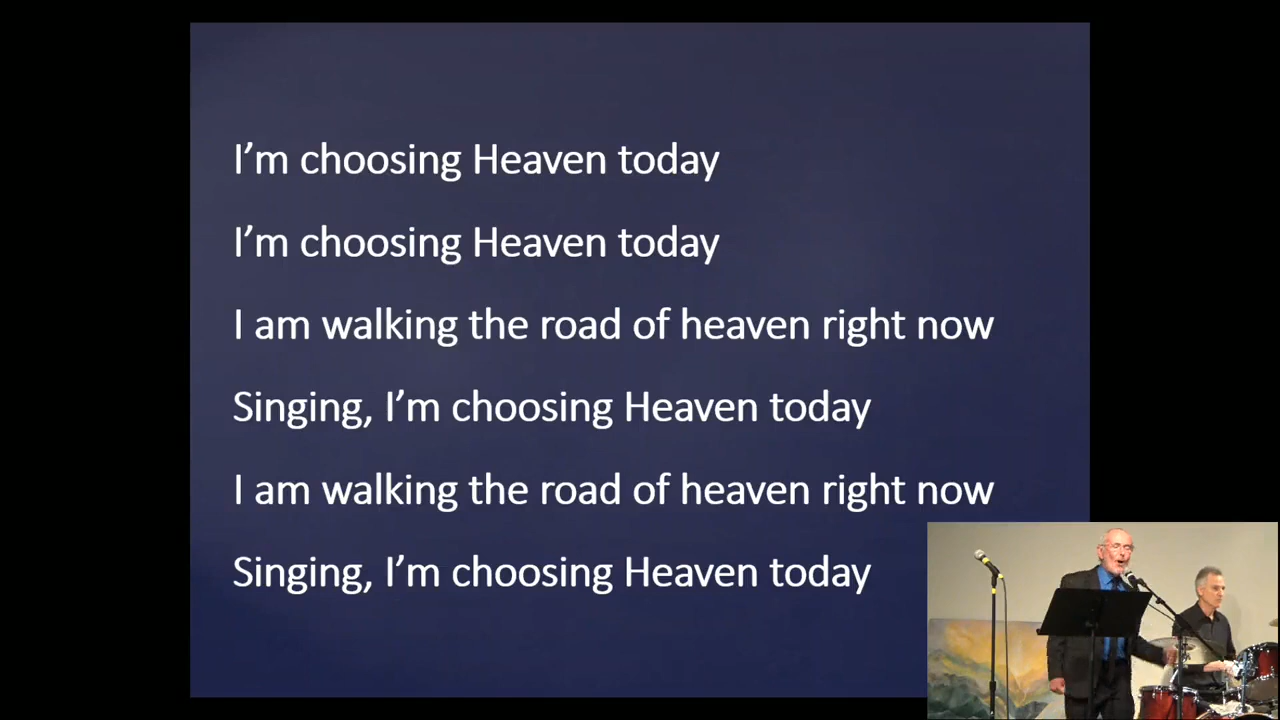 I'm choosing Heaven today
I'm choosing Heaven today
I am walking the road of heaven right now
Singing, I'm choosing Heaven today
I am walking the road of heaven right now
Singing, I'm choosing Heaven today